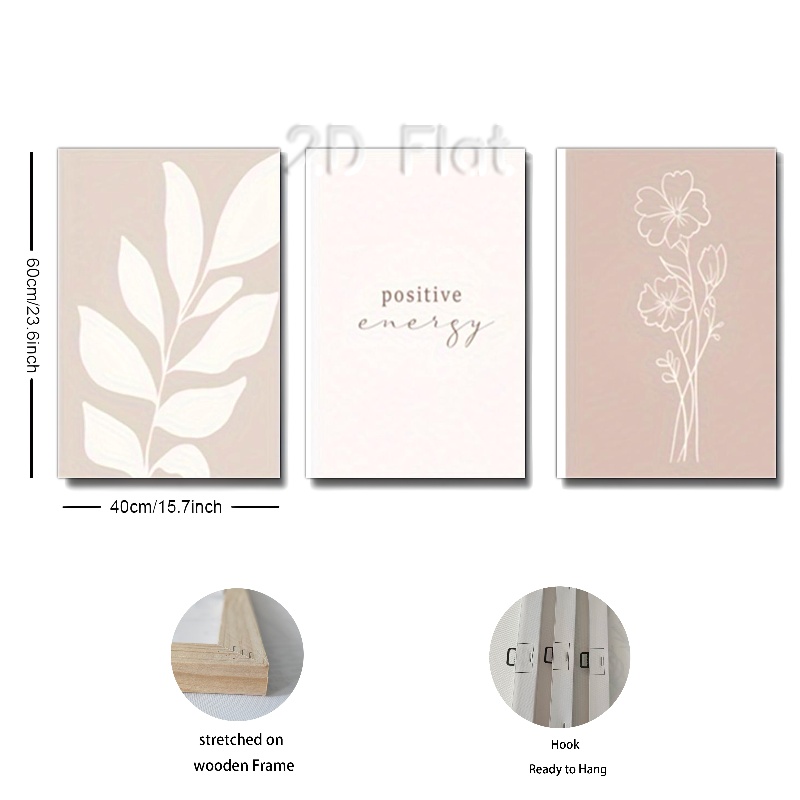 2D Flat
positive
energy
60cm/23.6inch
40cm/15.7inch
stretched on
wooden Frame
Hook
Ready to Hang